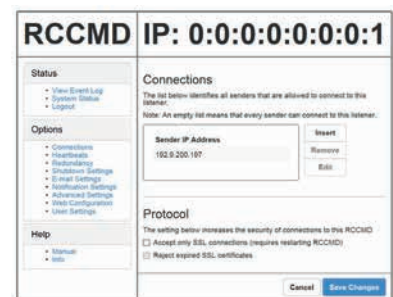 RCCMD IP: 0:0:0:0:0:0:0:1
Status
View Event Log
System Status
Logout
Options
Connections
Heartbeats
Redundancy
Shutdown Settings
E-mail Settings
Notification Settings
Advanced Settings
Web Configuration
User Settings
Help
Manual
Info
Connections
The list below identifies all senders that are allowed to connect to this
listener.
Note: An empty list means that every sender can connect to this listener.
Sender IP Address
192.9.200.197
Insert
Remove
Edit
Protocol
The setting below increases the security of connections to this RCCMD
Accept only SSL connections (requires restarting RCCMD)
Reject expired SSL certificates
Cancel
Save Changes